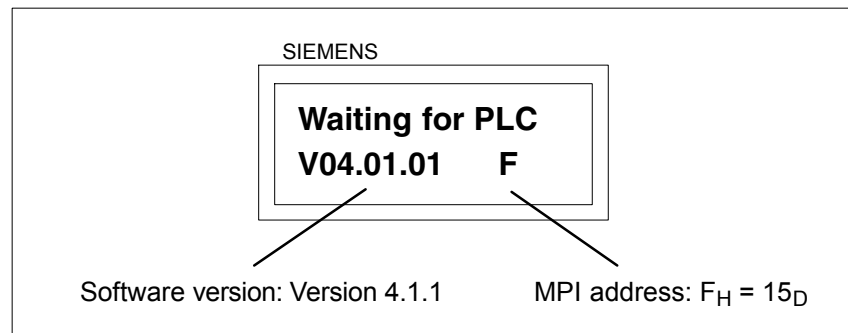 SIEMENS
Waiting for PLC
V04.01.01 F
Software version: Version 4.1.1 MPI address: FH = 15D